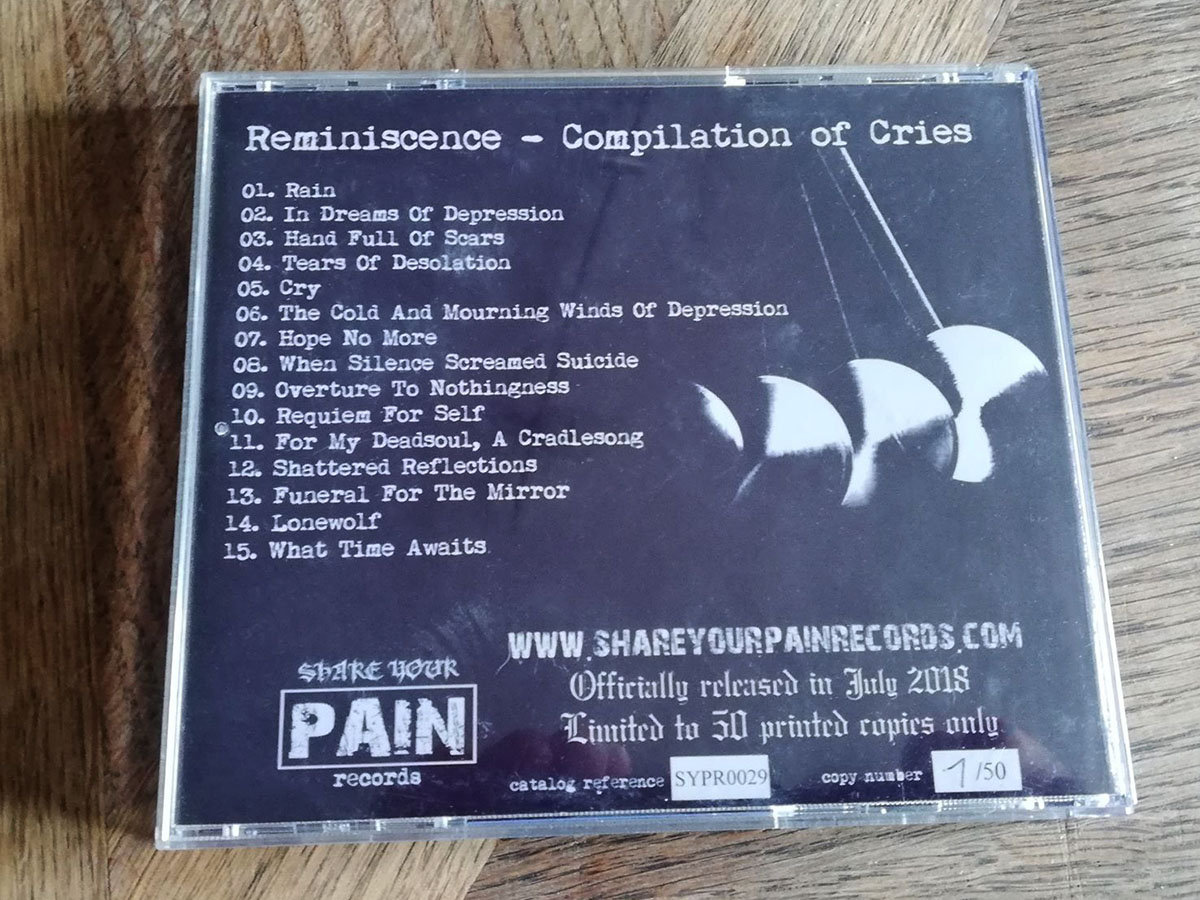 Reminiscence - Compilation of Cries
01. Rain
02. In Dreams Of Depression
03. Hand Full Of Scars
04. Tears Of Desolation
05. Cry
06. The Cold And Mourning Winds Of Depression
07. Hope No More
08. When Silence Screamed Suicide
09. Overture To Nothingness
10. Requiem For Self
11. For My Deadsoul, A Cradlesong
12. Shattered Reflections
13. Funeral For The Mirror
14. Lonewolf
15. What Time Awaits
SHARE YOUR
PAIN
records
WWW.SHAREYOURPAINRECORDS.COM
Officially released in July 2018
Limited to 50 printed copies only
catalog reference SYPR0029
copy number 1/50